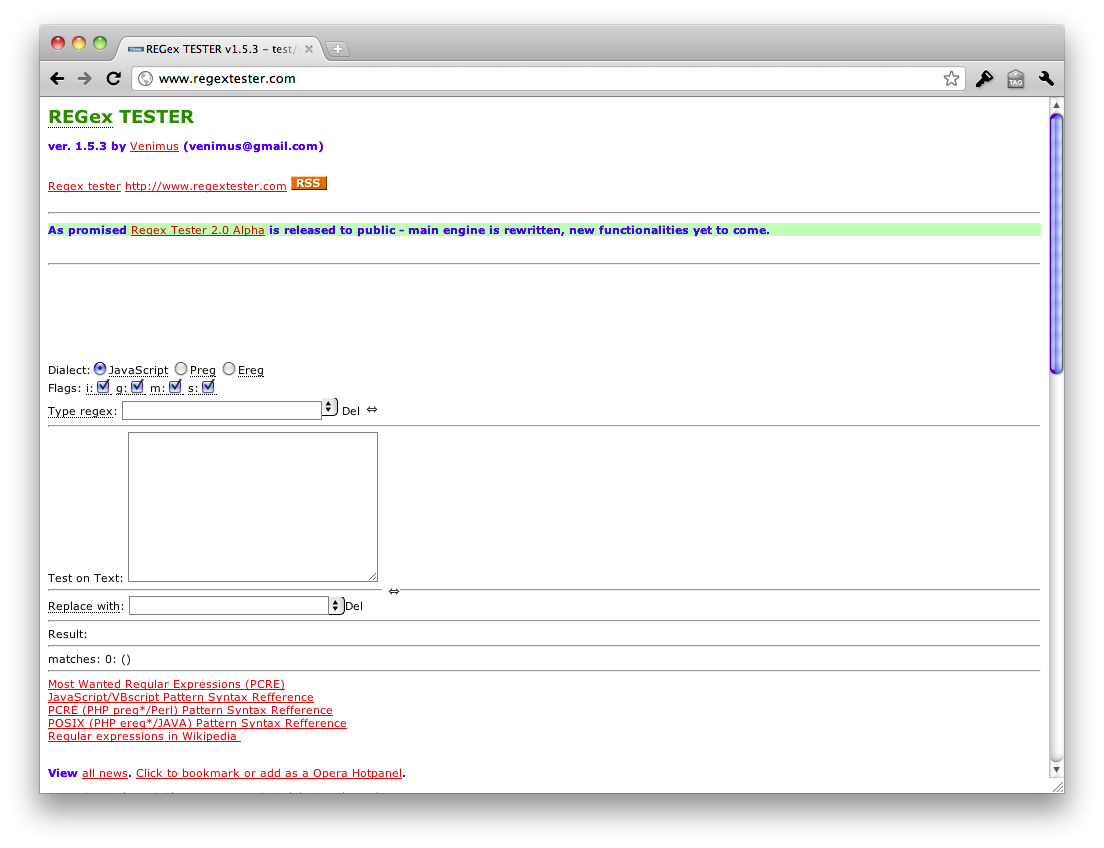 REGex TESTER v1.5.3 – test/
www.regextester.com
TAG
REGex TESTER
ver. 1.5.3 by Venimus (venimus@gmail.com)
Regex tester http://www.regextester.com RSS
As promised Regex Tester 2.0 Alpha is released to public - main engine is rewritten, new functionalities yet to come.
Dialect: JavaScript Preg Ereg
Flags: i: g: m: s:
Type regex: Del ⇔
Test on Text:
⇔
Replace with: Del
Result:
matches: 0: ()
Most Wanted Regular Expressions (PCRE)
JavaScript/VBscript Pattern Syntax Refference
PCRE (PHP preg*/Perl) Pattern Syntax Refference
POSIX (PHP ereg*/JAVA) Pattern Syntax Refference
Regular expressions in Wikipedia
View all news. Click to bookmark or add as a Opera Hotpanel.